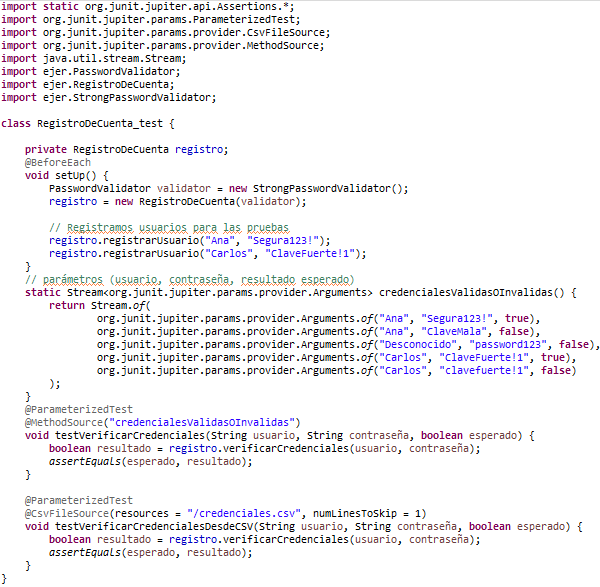 import static org.junit.jupiter.api.Assertions.*;
import org.junit.jupiter.params.ParameterizedTest;
import org.junit.jupiter.params.provider.CsvFileSource;
import org.junit.jupiter.params.provider.MethodSource;
import java.util.stream.Stream;
import ejer.PasswordValidator;
import ejer.RegistroDeCuenta;
import ejer.StrongPasswordValidator;

class RegistroDeCuenta_test {

    private RegistroDeCuenta registro;
    @BeforeEach
    void setUp() {
        PasswordValidator validator = new StrongPasswordValidator();
        registro = new RegistroDeCuenta(validator);

        // Registramos usuarios para las pruebas
        registro.registrarUsuario("Ana", "Segura123!");
        registro.registrarUsuario("Carlos", "ClaveFuerte!1");
    }
    // parámetros (usuario, contraseña, resultado esperado)
    static Stream<org.junit.jupiter.params.provider.Arguments> credencialesValidasOInvalidas() {
        return Stream.of(
                org.junit.jupiter.params.provider.Arguments.of("Ana", "Segura123!", true),
                org.junit.jupiter.params.provider.Arguments.of("Ana", "ClaveMala", false),
                org.junit.jupiter.params.provider.Arguments.of("Desconocido", "password123", false),
                org.junit.jupiter.params.provider.Arguments.of("Carlos", "ClaveFuerte!1", true),
                org.junit.jupiter.params.provider.Arguments.of("Carlos", "clavefuerte!1", false)
        );
    }
    @ParameterizedTest
    @MethodSource("credencialesValidasOInvalidas")
    void testVerificarCredenciales(String usuario, String contraseña, boolean esperado) {
        boolean resultado = registro.verificarCredenciales(usuario, contraseña);
        assertEquals(esperado, resultado);
    }

    @ParameterizedTest
    @CsvFileSource(resources = "/credenciales.csv", numLinesToSkip = 1)
    void testVerificarCredencialesDesdeCSV(String usuario, String contraseña, boolean esperado) {
        boolean resultado = registro.verificarCredenciales(usuario, contraseña);
        assertEquals(esperado, resultado);
    }
}